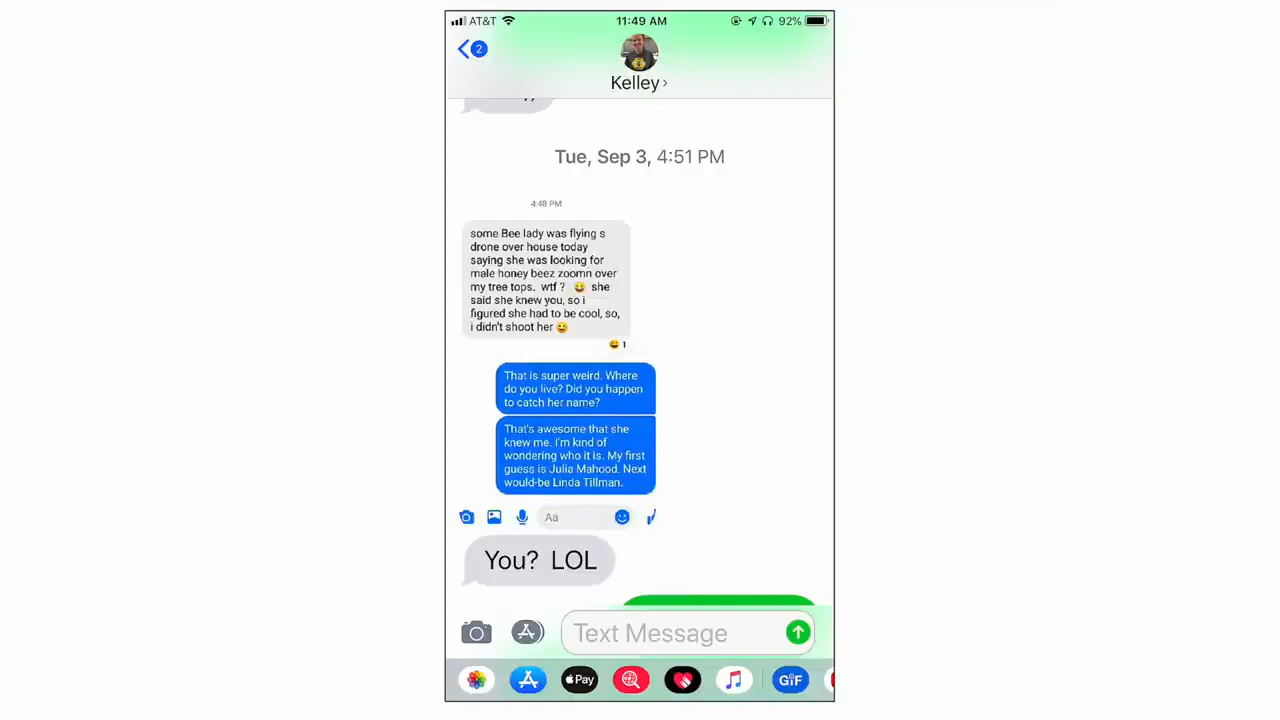 AT&T
11:49 AM
92%
2
Kelley
Tue, Sep 3, 4:51 PM
4:48 PM
some Bee lady was flying s
drone over house today
saying she was looking for
male honey beez zoomn over
my tree tops. wtf ? 😀 she
said she knew you, so i
figured she had to be cool, so,
i didn't shoot her 😀
😀 1
That is super weird. Where
do you live? Did you happen
to catch her name?
That's awesome that she
knew me. I'm kind of
wondering who it is. My first
guess is Julia Mahood. Next
would-be Linda Tillman.
Aa
You? LOL
Text Message
Pay
GIF